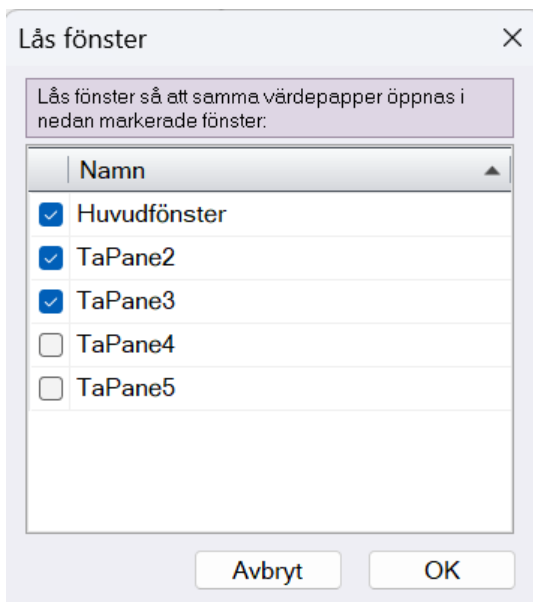 Lås fönster
Lås fönster så att samma värdepapper öppnas i
nedan markerade fönster:
Namn
Huvudfönster
TaPane2
TaPane3
TaPane4
TaPane5
Avbryt
OK